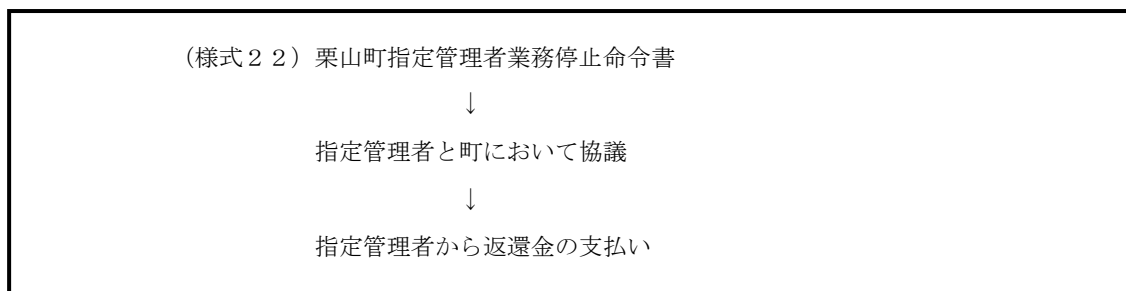 （様式２２）栗山町指定管理者業務停止命令書
↓
指定管理者と町において協議
↓
指定管理者から返還金の支払い